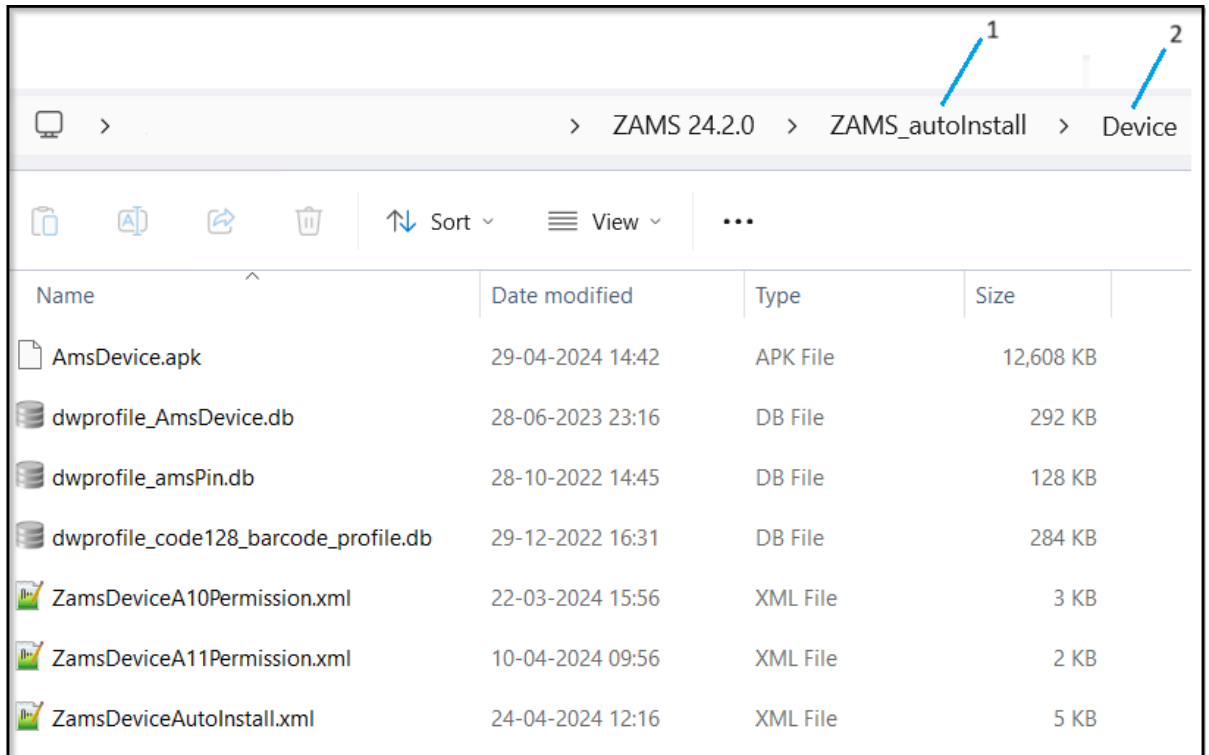 1 2
> > ZAMS 24.2.0 > ZAMS_autoInstall > Device
Sort View •••
Name Date modified Type Size
AmsDevice.apk 29-04-2024 14:42 APK File 12,608 KB
dwprofile_AmsDevice.db 28-06-2023 23:16 DB File 292 KB
dwprofile_amsPin.db 28-10-2022 14:45 DB File 128 KB
dwprofile_code128_barcode_profile.db 29-12-2022 16:31 DB File 284 KB
ZamsDeviceA10Permission.xml 22-03-2024 15:56 XML File 3 KB
ZamsDeviceA11Permission.xml 10-04-2024 09:56 XML File 2 KB
ZamsDeviceAutoInstall.xml 24-04-2024 12:16 XML File 5 KB